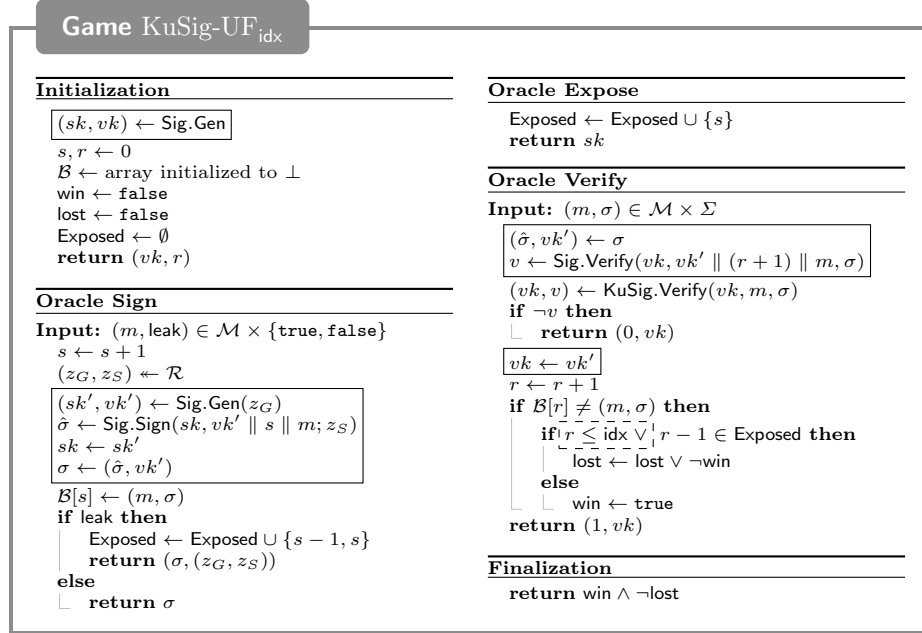 Game KuSig-UF_idx
Initialization
(sk, vk) ← Sig.Gen
s, r ← 0
ℬ ← array initialized to ⊥
win ← false
lost ← false
Exposed ← ∅
return (vk, r)
Oracle Sign
Input: (m, leak) ∈ ℳ × {true, false}
s ← s + 1
(z_G, z_S) ↞ ℛ
(sk′, vk′) ← Sig.Gen(z_G)
σ̂ ← Sig.Sign(sk, vk′ ∥ s ∥ m; z_S)
sk ← sk′
σ ← (σ̂, vk′)
ℬ[s] ← (m, σ)
if leak then
Exposed ← Exposed ∪ {s − 1, s}
return (σ, (z_G, z_S))
else
return σ
Oracle Expose
Exposed ← Exposed ∪ {s}
return sk
Oracle Verify
Input: (m, σ) ∈ ℳ × Σ
(σ̂, vk′) ← σ
v ← Sig.Verify(vk, vk′ ∥ (r + 1) ∥ m, σ)
(vk, v) ← KuSig.Verify(vk, m, σ)
if ¬v then
return (0, vk)
vk ← vk′
r ← r + 1
if ℬ[r] ≠ (m, σ) then
if r ≤ idx ∨ r − 1 ∈ Exposed then
lost ← lost ∨ ¬win
else
win ← true
return (1, vk)
Finalization
return win ∧ ¬lost